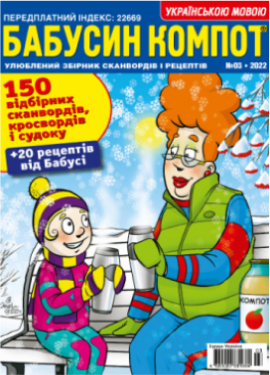 ПЕРЕДПЛАТНИЙ ІНДЕКС: 22669
УКРАЇНСЬКОЮ МОВОЮ
БАБУСИН КОМПОТ
УЛЮБЛЕНИЙ ЗБІРНИК СКАНВОРДІВ І РЕЦЕПТІВ
№03 • 2022
150
відбірних
сканвордів,
кросвордів
і судоку
+20 рецептів
від Бабусі
КОМПОТ